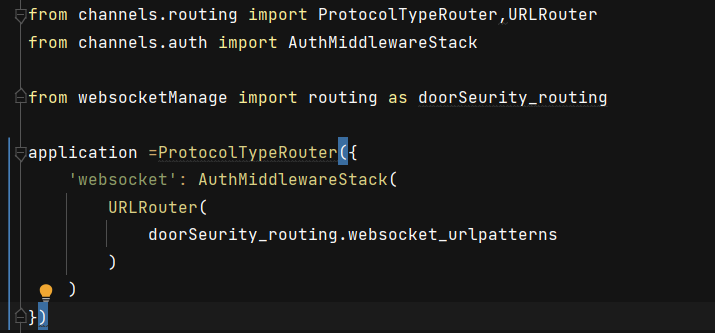 from channels.routing import ProtocolTypeRouter,URLRouter
from channels.auth import AuthMiddlewareStack
from websocketManage import routing as doorSeurity_routing
application =ProtocolTypeRouter({
    'websocket': AuthMiddlewareStack(
        URLRouter(
            doorSeurity_routing.websocket_urlpatterns
        )
    )
})